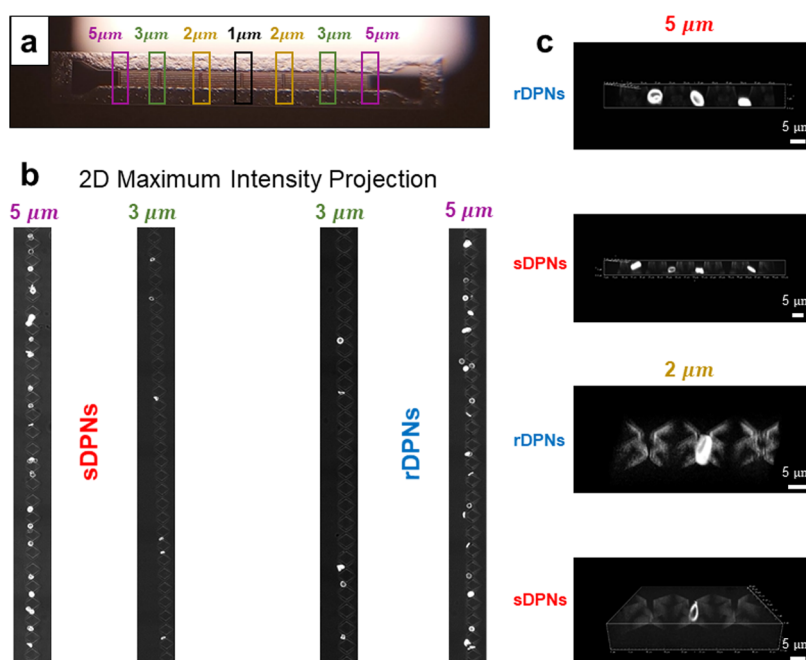 a
5μm 3μm 2μm 1μm 2μm 3μm 5μm
b
2D Maximum Intensity Projection
5 μm 3 μm 3 μm 5 μm
sDPNs
rDPNs
c
5 μm
rDPNs
5 μm
sDPNs
5 μm
2 μm
rDPNs
5 μm
sDPNs
5 μm